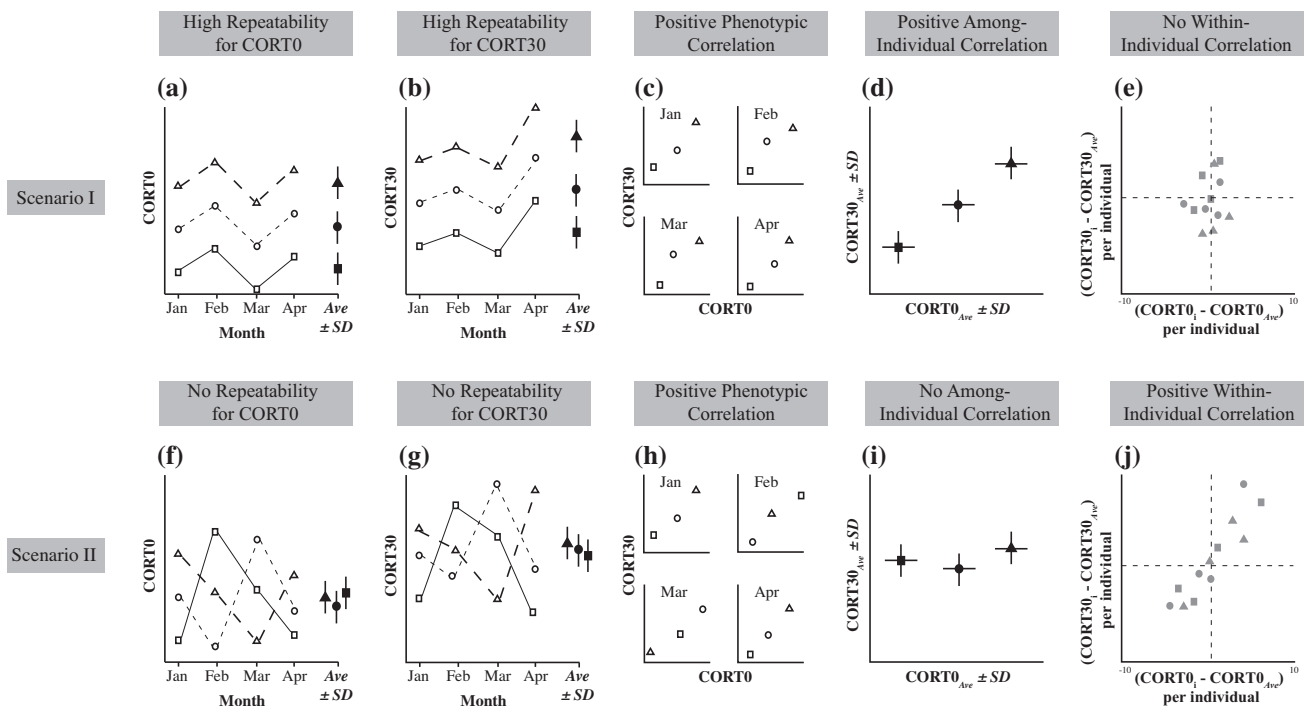 High Repeatability
for CORT0
High Repeatability
for CORT30
Positive Phenotypic
Correlation
Positive Among-
Individual Correlation
No Within-
Individual Correlation
Scenario I
(a)
CORT0
Jan Feb Mar Apr Ave
± SD
Month
(b)
CORT30
Jan Feb Mar Apr Ave
± SD
Month
(c)
CORT30
Jan
Feb
Mar
Apr
CORT0
(d)
CORT30Ave ± SD
CORT0Ave ± SD
(e)
(CORT30i - CORT30Ave)
per individual
-10
10
(CORT0i - CORT0Ave)
per individual
No Repeatability
for CORT0
No Repeatability
for CORT30
Positive Phenotypic
Correlation
No Among-
Individual Correlation
Positive Within-
Individual Correlation
Scenario II
(f)
CORT0
Jan Feb Mar Apr Ave
± SD
Month
(g)
CORT30
Jan Feb Mar Apr Ave
± SD
Month
(h)
CORT30
Jan
Feb
Mar
Apr
CORT0
(i)
CORT30Ave ± SD
CORT0Ave ± SD
(j)
(CORT30i - CORT30Ave)
per individual
-10
10
(CORT0i - CORT0Ave)
per individual